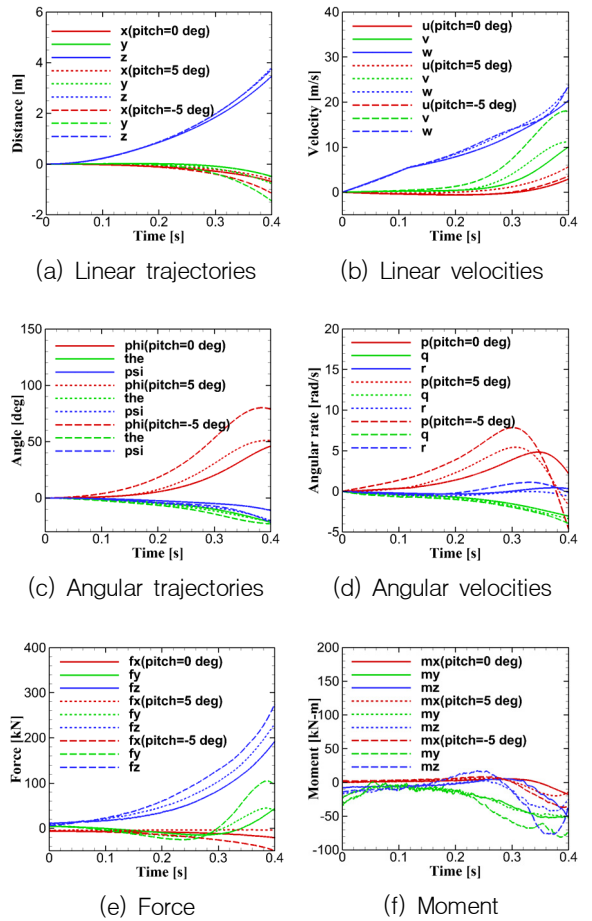 6
4
2
0
-2
Distance [m]
x(pitch=0 deg)
y
z
x(pitch=5 deg)
y
z
x(pitch=-5 deg)
y
z
0 0.1 0.2 0.3 0.4
Time [s]
(a) Linear trajectories
40
30
20
10
0
-5
Velocity [m/s]
u(pitch=0 deg)
v
w
u(pitch=5 deg)
v
w
u(pitch=-5 deg)
v
w
0 0.1 0.2 0.3 0.4
Time [s]
(b) Linear velocities
150
100
50
0
-30
Angle [deg]
phi(pitch=0 deg)
the
psi
phi(pitch=5 deg)
the
psi
phi(pitch=-5 deg)
the
psi
0 0.1 0.2 0.3 0.4
Time [s]
(c) Angular trajectories
20
15
10
5
0
-5
Angular rate [rad/s]
p(pitch=0 deg)
q
r
p(pitch=5 deg)
q
r
p(pitch=-5 deg)
q
r
0 0.1 0.2 0.3 0.4
Time [s]
(d) Angular velocities
400
300
200
100
0
-50
Force [kN]
fx(pitch=0 deg)
fy
fz
fx(pitch=5 deg)
fy
fz
fx(pitch=-5 deg)
fy
fz
0 0.1 0.2 0.3 0.4
Time [s]
(e) Force
200
150
100
50
0
-50
-100
Moment [kN-m]
mx(pitch=0 deg)
my
mz
mx(pitch=5 deg)
my
mz
mx(pitch=-5 deg)
my
mz
0 0.1 0.2 0.3 0.4
Time [s]
(f) Moment